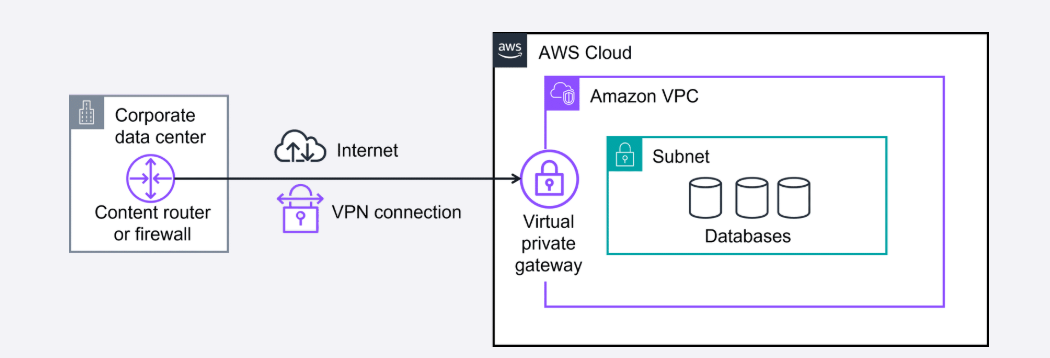 aws
AWS Cloud
Amazon VPC
Corporate
data center
Internet
Subnet
Content router
or firewall
VPN connection
Virtual
private
gateway
Databases